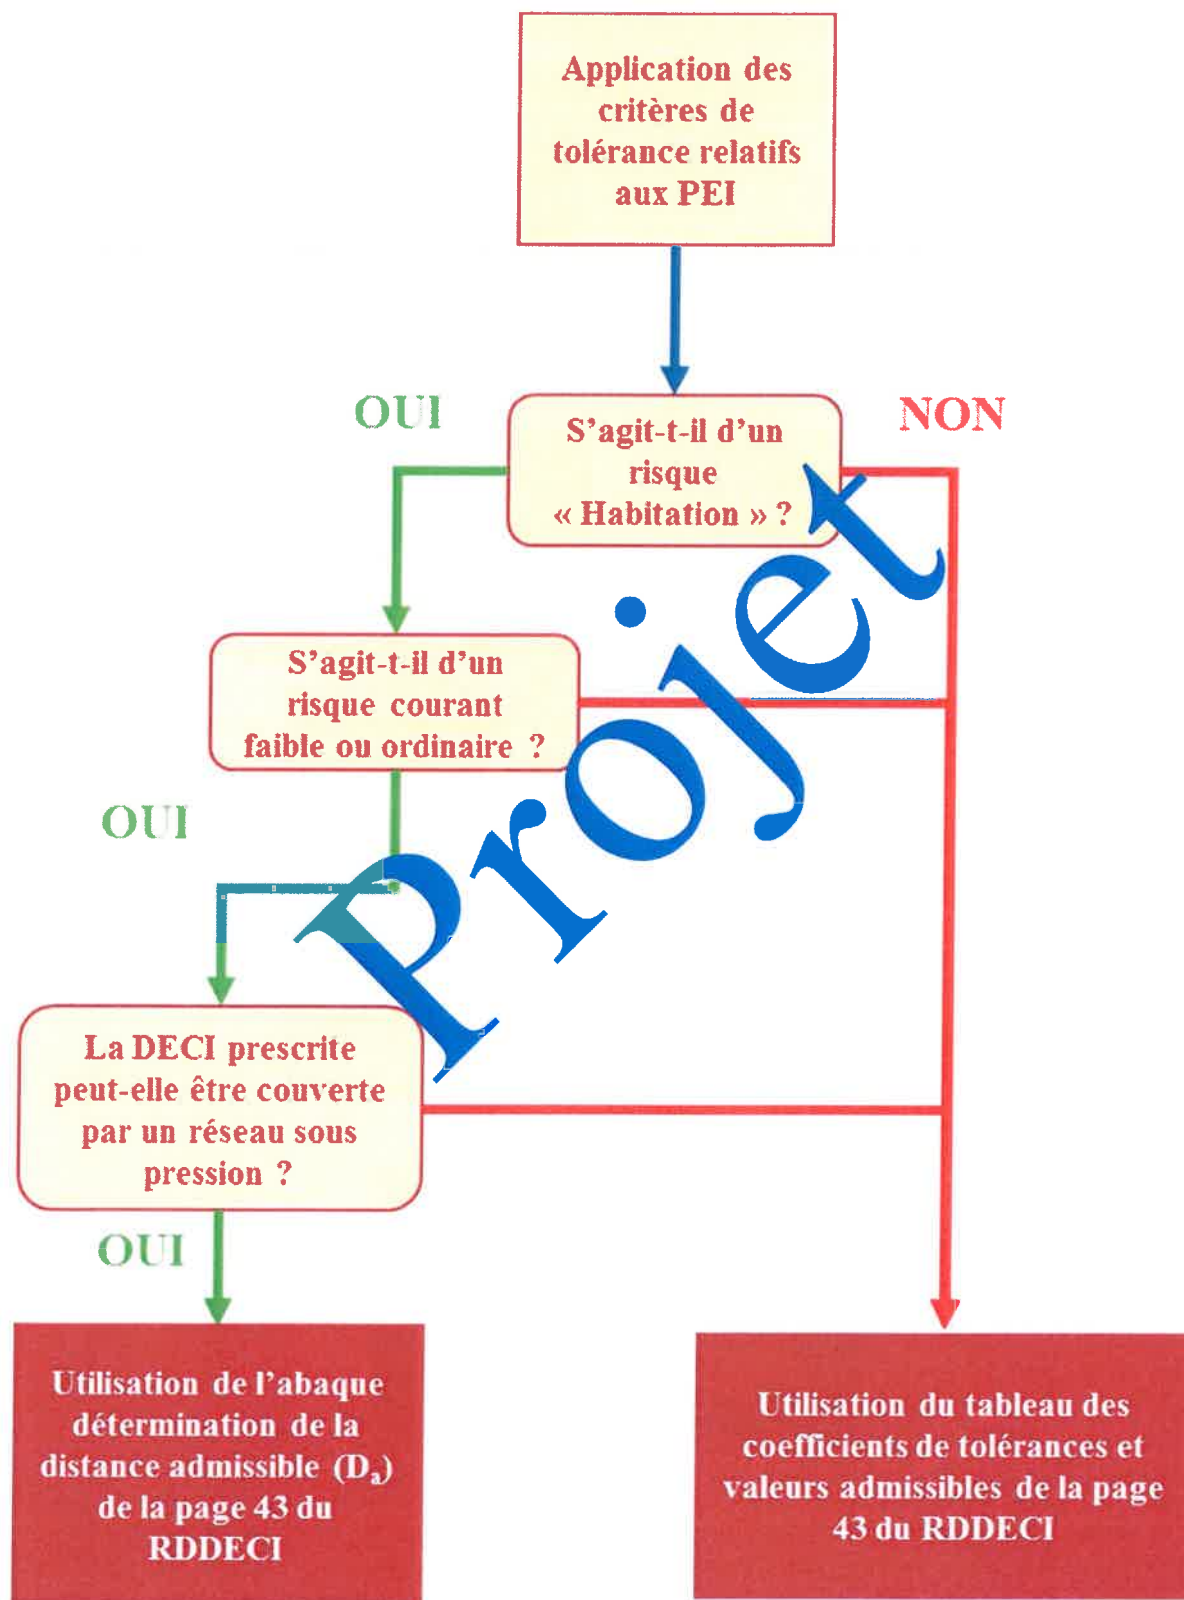 Application des
critères de
tolérance relatifs
aux PEI
OUI
NON
S'agit-t-il d'un
risque
« Habitation » ?
S'agit-t-il d'un
risque courant
faible ou ordinaire ?
OUI
Projet
La DECI prescrite
peut-elle être couverte
par un réseau sous
pression ?
OUI
Utilisation de l'abaque
détermination de la
distance admissible (Da)
de la page 43 du
RDDECI
Utilisation du tableau des
coefficients de tolérances et
valeurs admissibles de la page
43 du RDDECI